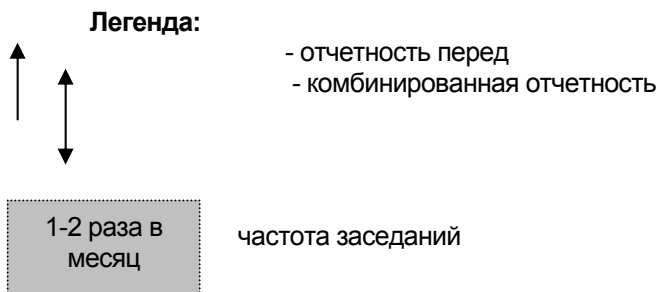 Легенда:
- отчетность перед
- комбинированная отчетность
1-2 раза в
месяц
частота заседаний